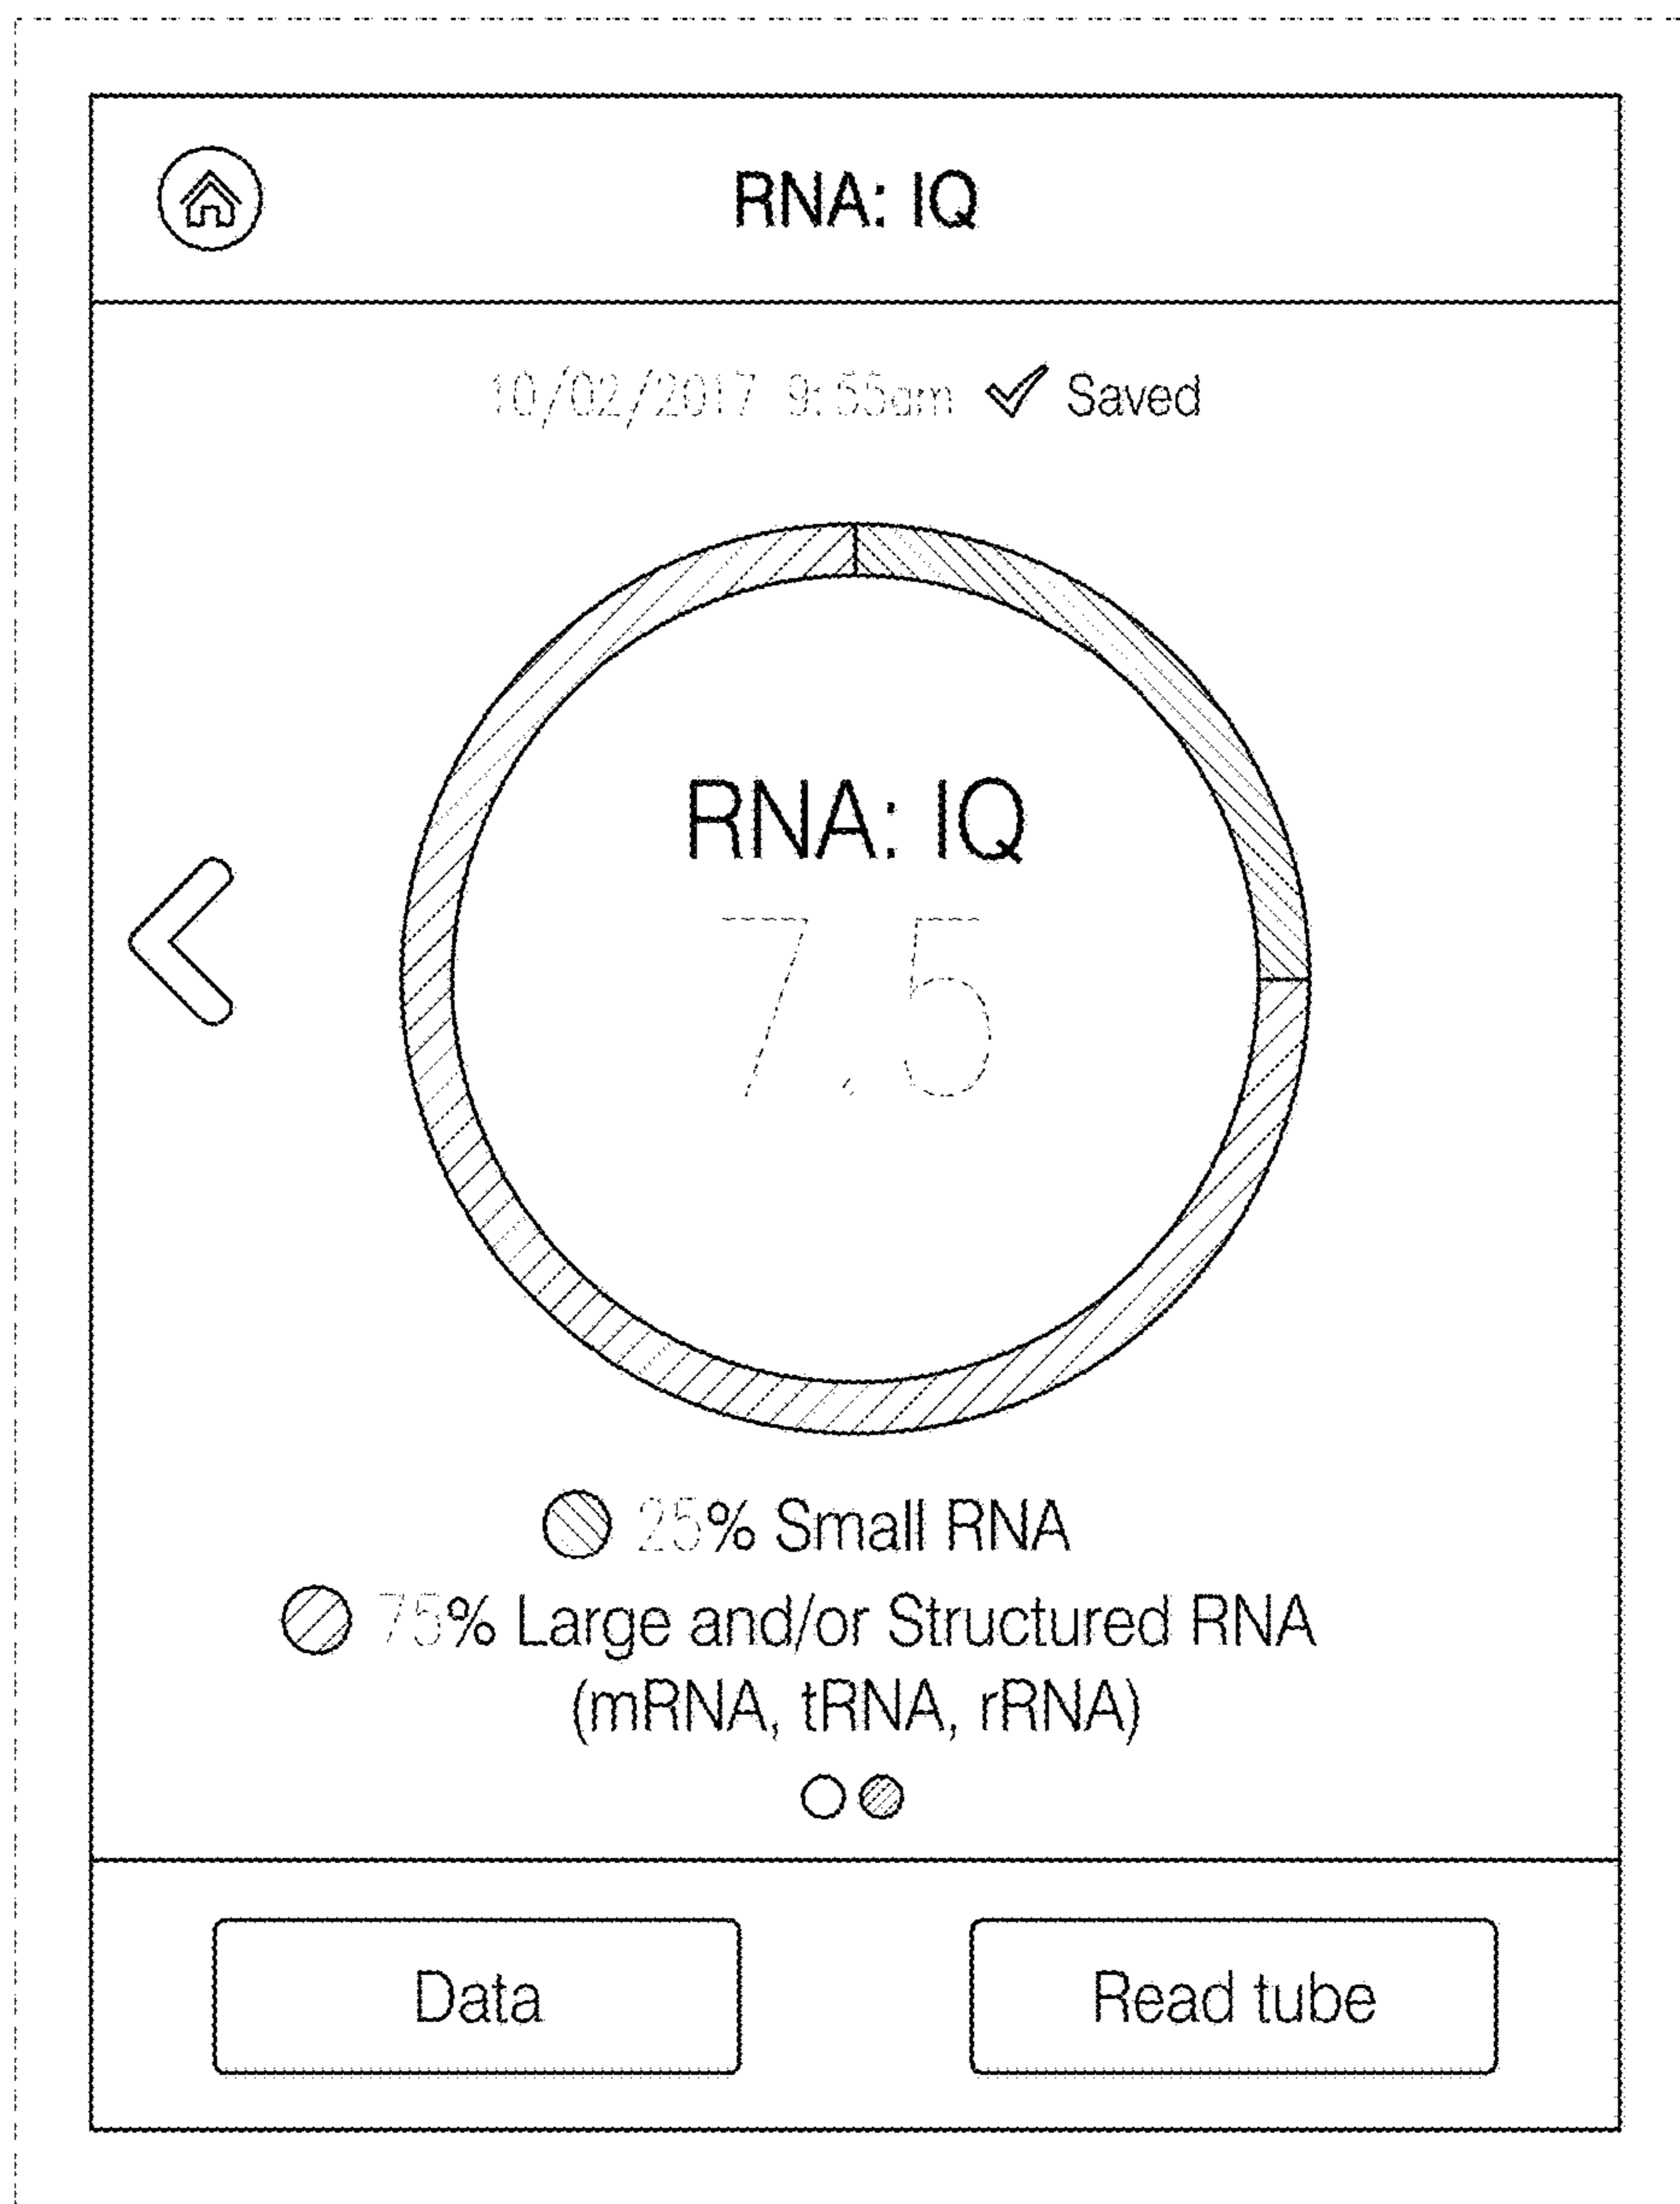 RNA: IQ
10/02/2017 9:55am Saved
RNA: IQ
7.5
25% Small RNA
75% Large and/or Structured RNA
(mRNA, tRNA, rRNA)
Data
Read tube